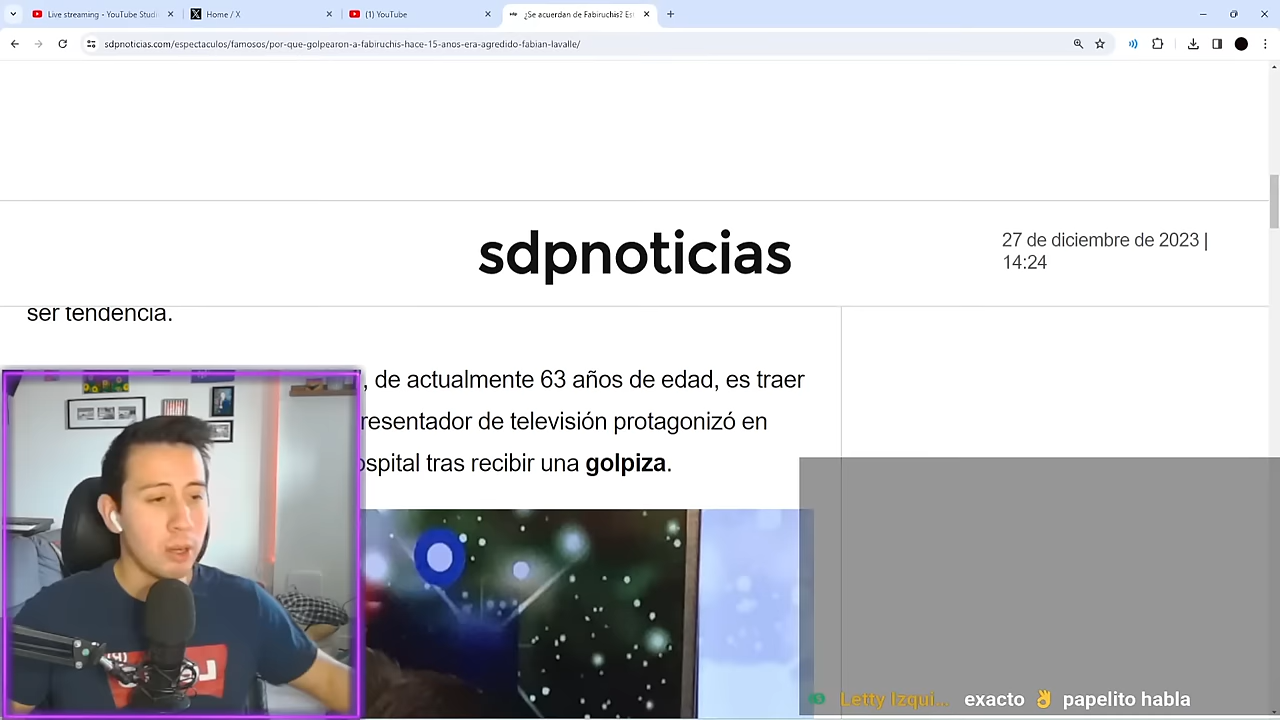 Live streaming - YouTube Studi
Home / X
(1) YouTube
¿Se acuerdan de Fabiruchis? Es
sdpnoticias.com/espectaculos/famosos/por-que-golpearon-a-fabiruchis-hace-15-anos-era-agredido-fabian-lavalle/
sdpnoticias
27 de diciembre de 2023 |
14:24
ser tendencia.
, de actualmente 63 años de edad, es traer
resentador de televisión protagonizó en
ospital tras recibir una golpiza.
Letty Izqui... exacto 👌 papelito habla